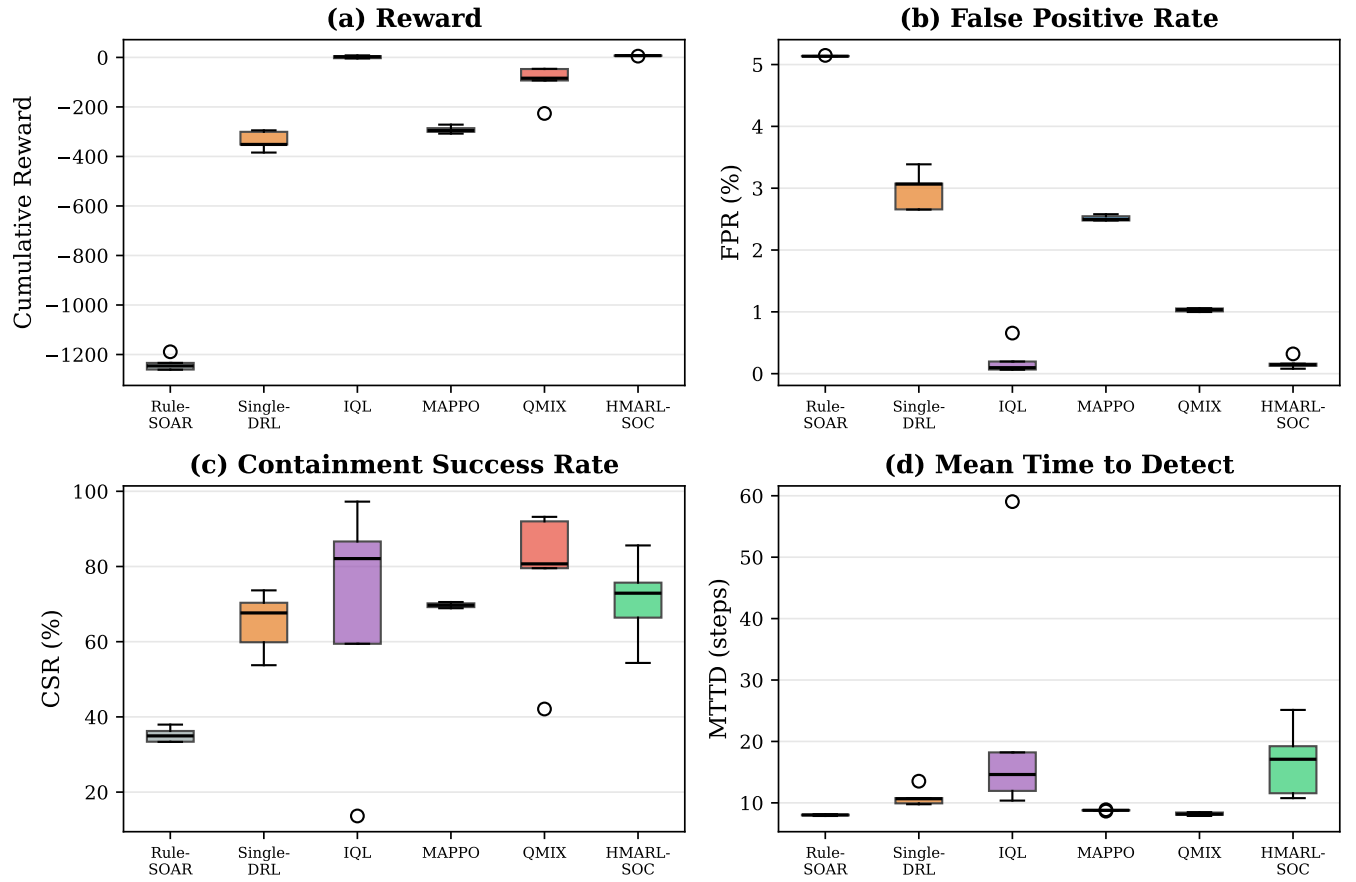 (a) Reward
Cumulative Reward
0
−200
−400
−600
−800
−1000
−1200
Rule-
SOAR
Single-
DRL
IQL
MAPPO
QMIX
HMARL-
SOC
(b) False Positive Rate
FPR (%)
5
4
3
2
1
0
Rule-
SOAR
Single-
DRL
IQL
MAPPO
QMIX
HMARL-
SOC
(c) Containment Success Rate
CSR (%)
100
80
60
40
20
Rule-
SOAR
Single-
DRL
IQL
MAPPO
QMIX
HMARL-
SOC
(d) Mean Time to Detect
MTTD (steps)
60
50
40
30
20
10
Rule-
SOAR
Single-
DRL
IQL
MAPPO
QMIX
HMARL-
SOC